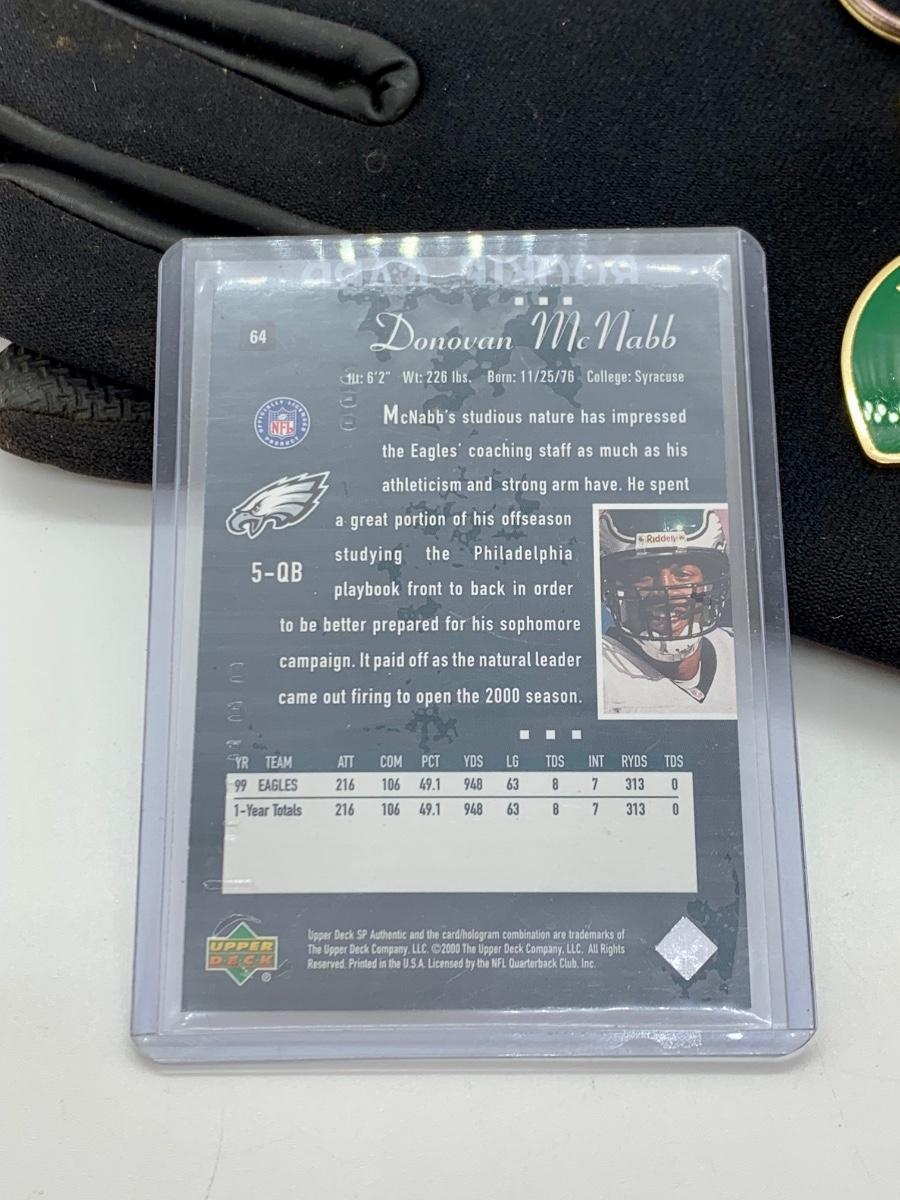 ROOKIE CARD
64
Donovan McNabb
Ht: 6'2" Wt: 226 lbs. Born: 11/25/76 College: Syracuse
McNabb's studious nature has impressed
the Eagles' coaching staff as much as his
athleticism and strong arm have. He spent
a great portion of his offseason
studying the Philadelphia
playbook front to back in order
to be better prepared for his sophomore
campaign. It paid off as the natural leader
came out firing to open the 2000 season.
OFFICIALLY LICENSED
NFL
PRODUCT
5-QB
Riddell
YR TEAM ATT COM PCT YDS LG TDS INT RYDS TDS
99 EAGLES 216 106 49.1 948 63 8 7 313 0
1-Year Totals 216 106 49.1 948 63 8 7 313 0
UPPER
DECK
®
Upper Deck SP Authentic and the card/hologram combination are trademarks of
The Upper Deck Company, LLC. ©2000 The Upper Deck Company, LLC. All Rights
Reserved. Printed in the U.S.A. Licensed by the NFL Quarterback Club, Inc.